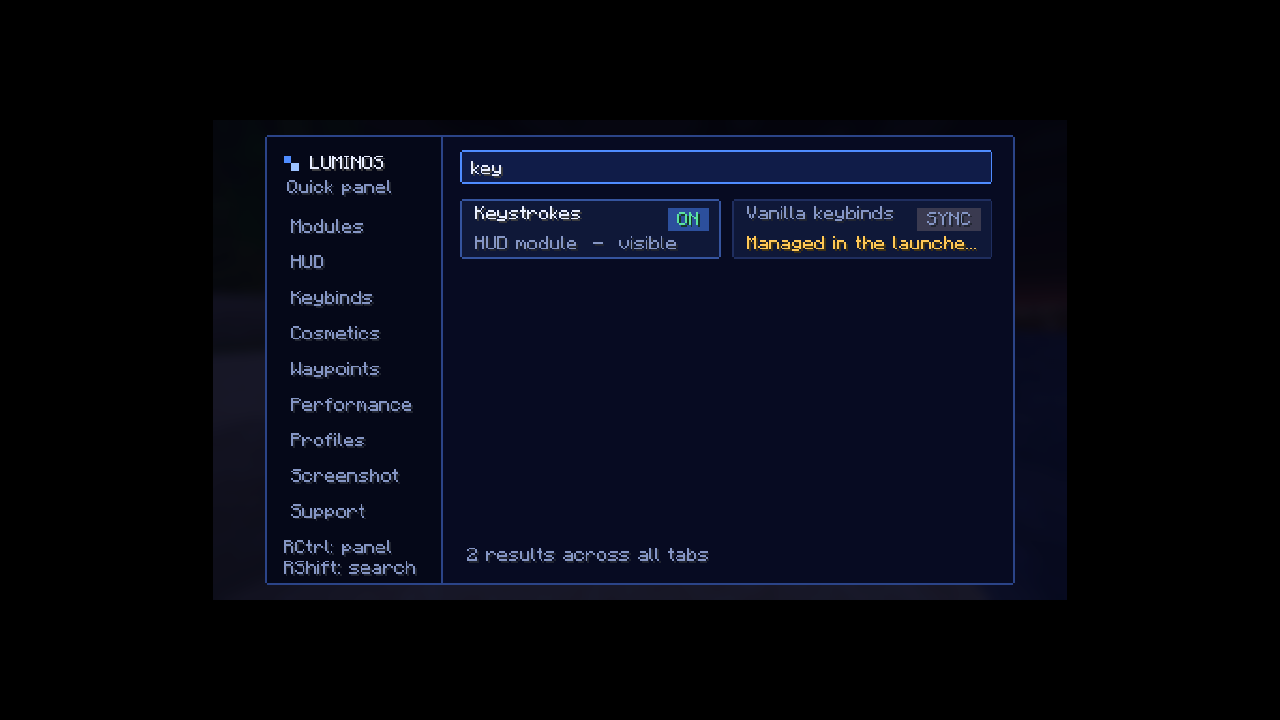 LUMINOS
Quick panel
Modules
HUD
Keybinds
Cosmetics
Waypoints
Performance
Profiles
Screenshot
Support
RCtrl: panel
RShift: search
key
Keystrokes
ON
HUD module - visible
Vanilla keybinds
SYNC
Managed in the launche...
2 results across all tabs